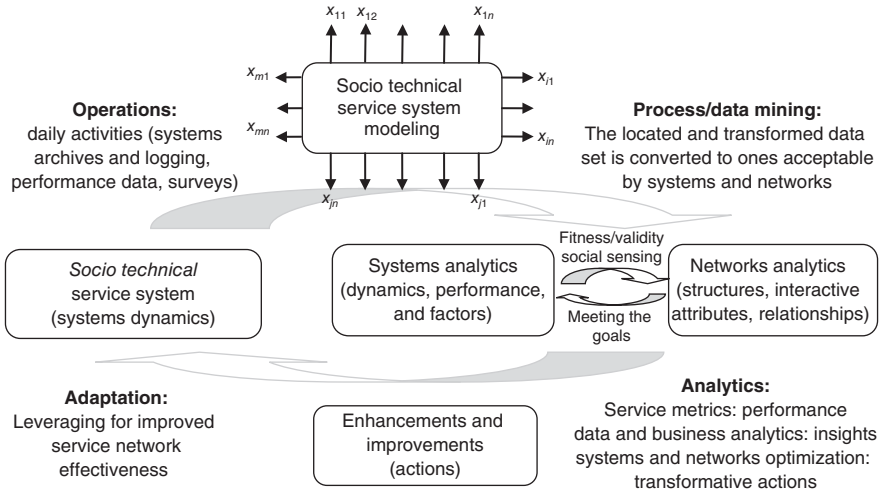 x11 x12 x1n
xm1
xmn
Socio technical
service system
modeling
xi1
xin
xjn xj1
Operations:
daily activities (systems
archives and logging,
performance data, surveys)
Process/data mining:
The located and transformed data
set is converted to ones acceptable
by systems and networks
Socio technical
service system
(systems dynamics)
Systems analytics
(dynamics, performance,
and factors)
Fitness/validity
social sensing
Meeting the
goals
Networks analytics
(structures, interactive
attributes, relationships)
Adaptation:
Leveraging for improved
service network
effectiveness
Enhancements and
improvements
(actions)
Analytics:
Service metrics: performance
data and business analytics: insights
systems and networks optimization:
transformative actions